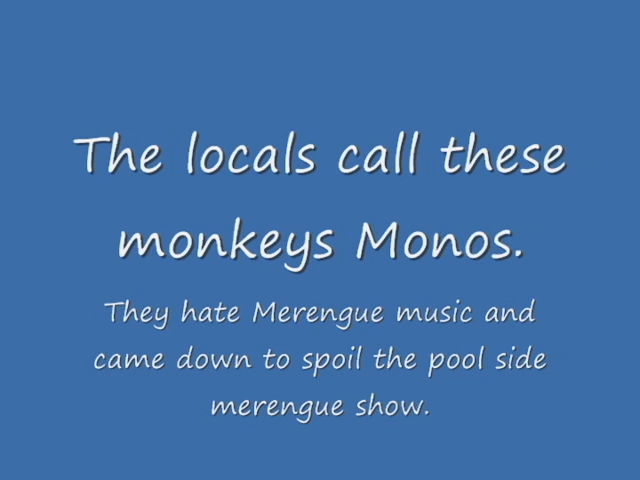 The locals call these
monkeys Monos.
They hate Merengue music and
came down to spoil the pool side
merengue show.